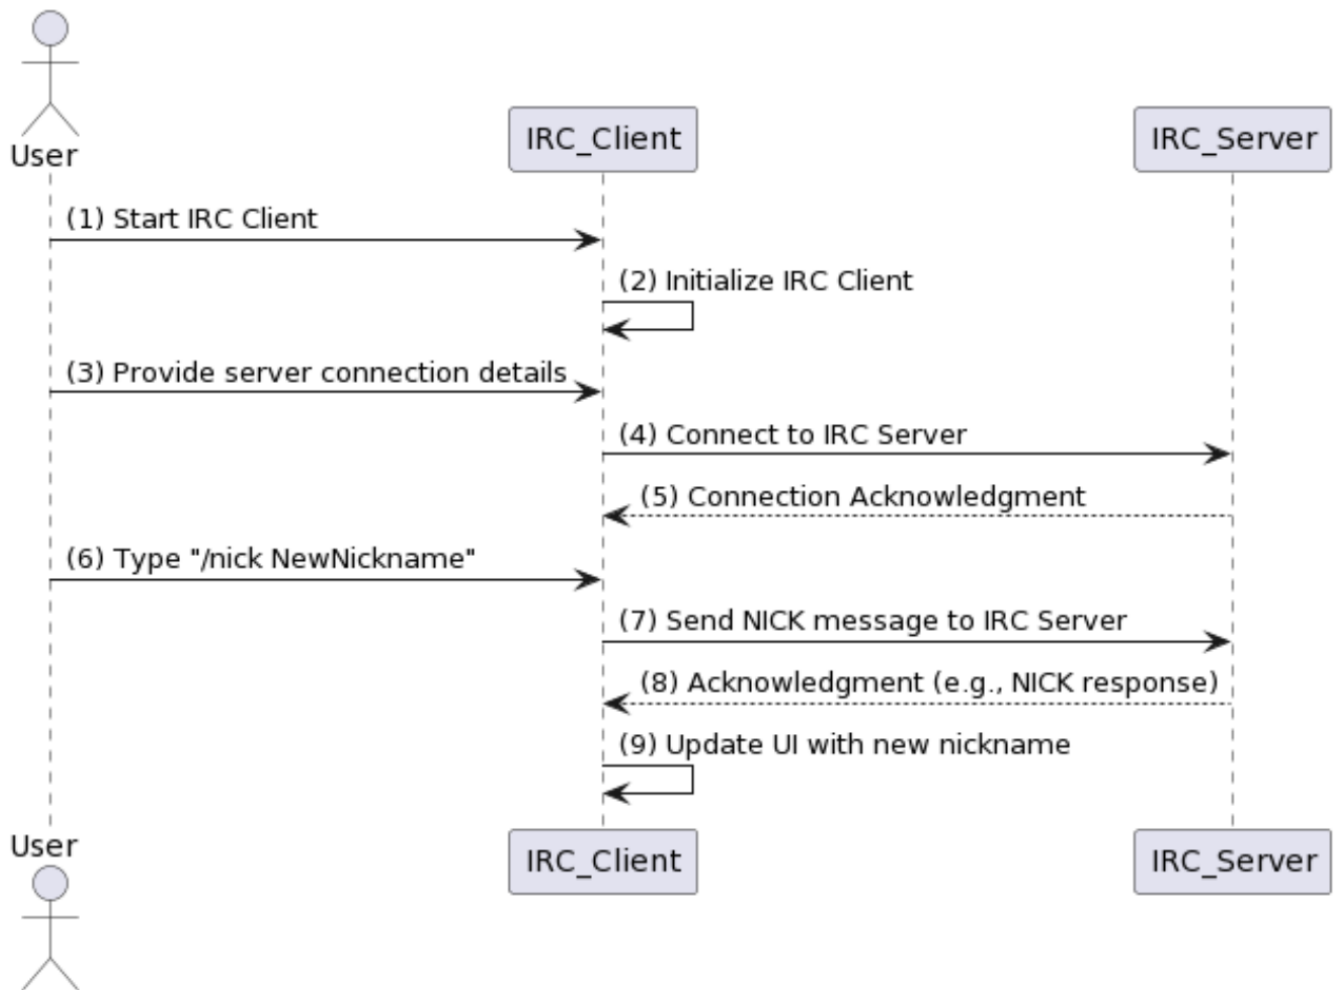 User
IRC_Client
IRC_Server
(1) Start IRC Client
(2) Initialize IRC Client
(3) Provide server connection details
(4) Connect to IRC Server
(5) Connection Acknowledgment
(6) Type "/nick NewNickname"
(7) Send NICK message to IRC Server
(8) Acknowledgment (e.g., NICK response)
(9) Update UI with new nickname
User
IRC_Client
IRC_Server